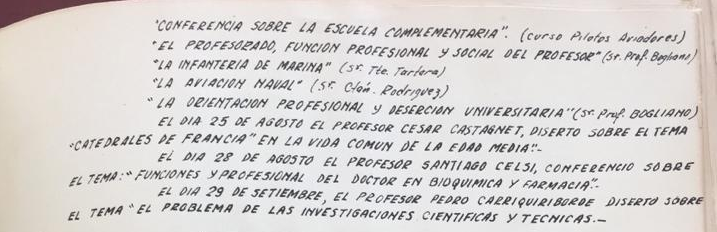 "CONFERENCIA SOBRE LA ESCUELA COMPLEMENTARIA". (curso Pilotos Aviadores)
"EL PROFESORADO, FUNCION PROFESIONAL Y SOCIAL DEL PROFESOR" (Sr. Prof. Bogliano)
"LA INFANTERIA DE MARINA" (Sr. Tte. Tartera)
"LA AVIACION NAVAL" (Sr. Ctán. Rodriguez)
"LA ORIENTACION PROFESIONAL Y DESERCION UNIVERSITARIA" (Sr. Prof. BOGLIANO)
EL DIA 25 DE AGOSTO EL PROFESOR CESAR CASTAGNET, DISERTO SOBRE EL TEMA
"CATEDRALES DE FRANCIA" EN LA VIDA COMUN DE LA EDAD MEDIA".-
EL DIA 28 DE AGOSTO EL PROFESOR SANTIAGO CELSI, CONFERENCIO SOBRE
EL TEMA: "FUNCIONES Y PROFESIONAL DEL DOCTOR EN BIOQUIMICA Y FARMACIA".-
EL DIA 29 DE SETIEMBRE, EL PROFESOR PEDRO CARRIQUIRIBORDE DISERTO SOBRE
EL TEMA "EL PROBLEMA DE LAS INVESTIGACIONES CIENTIFICAS Y TECNICAS.-